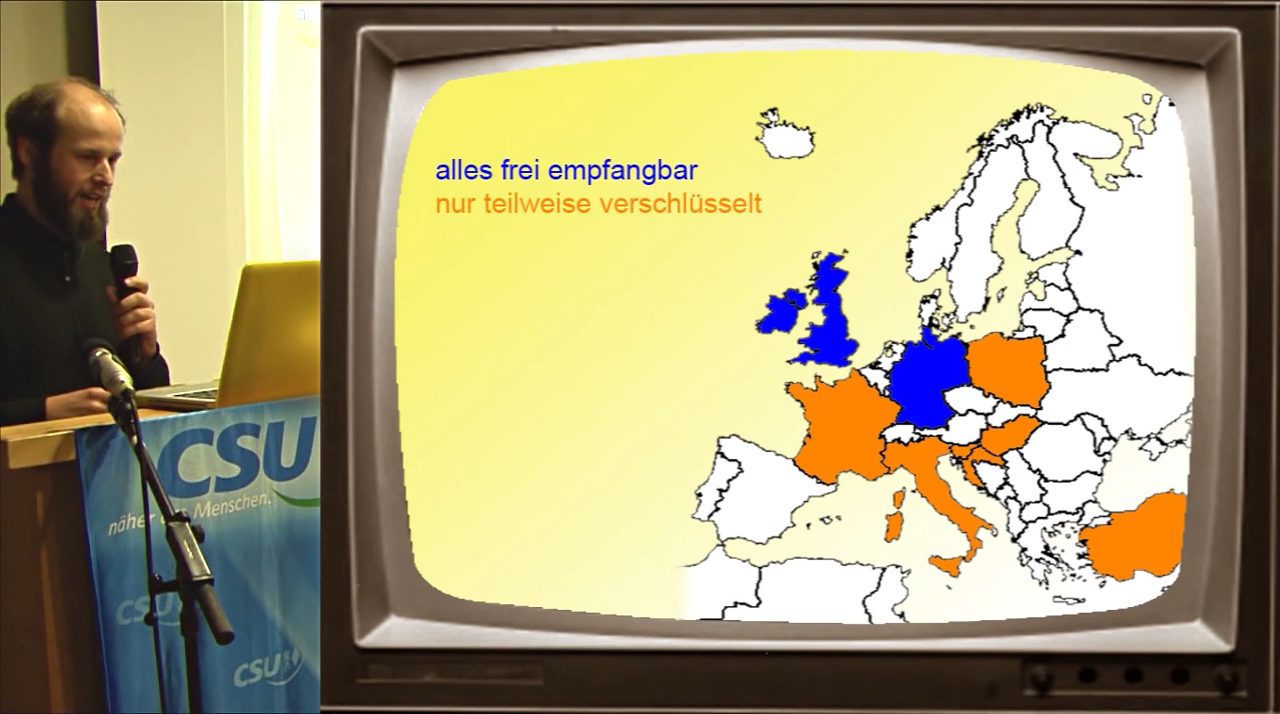 alles frei empfangbar
nur teilweise verschlüsselt
CSU
näher am Menschen.
CSU
CSU